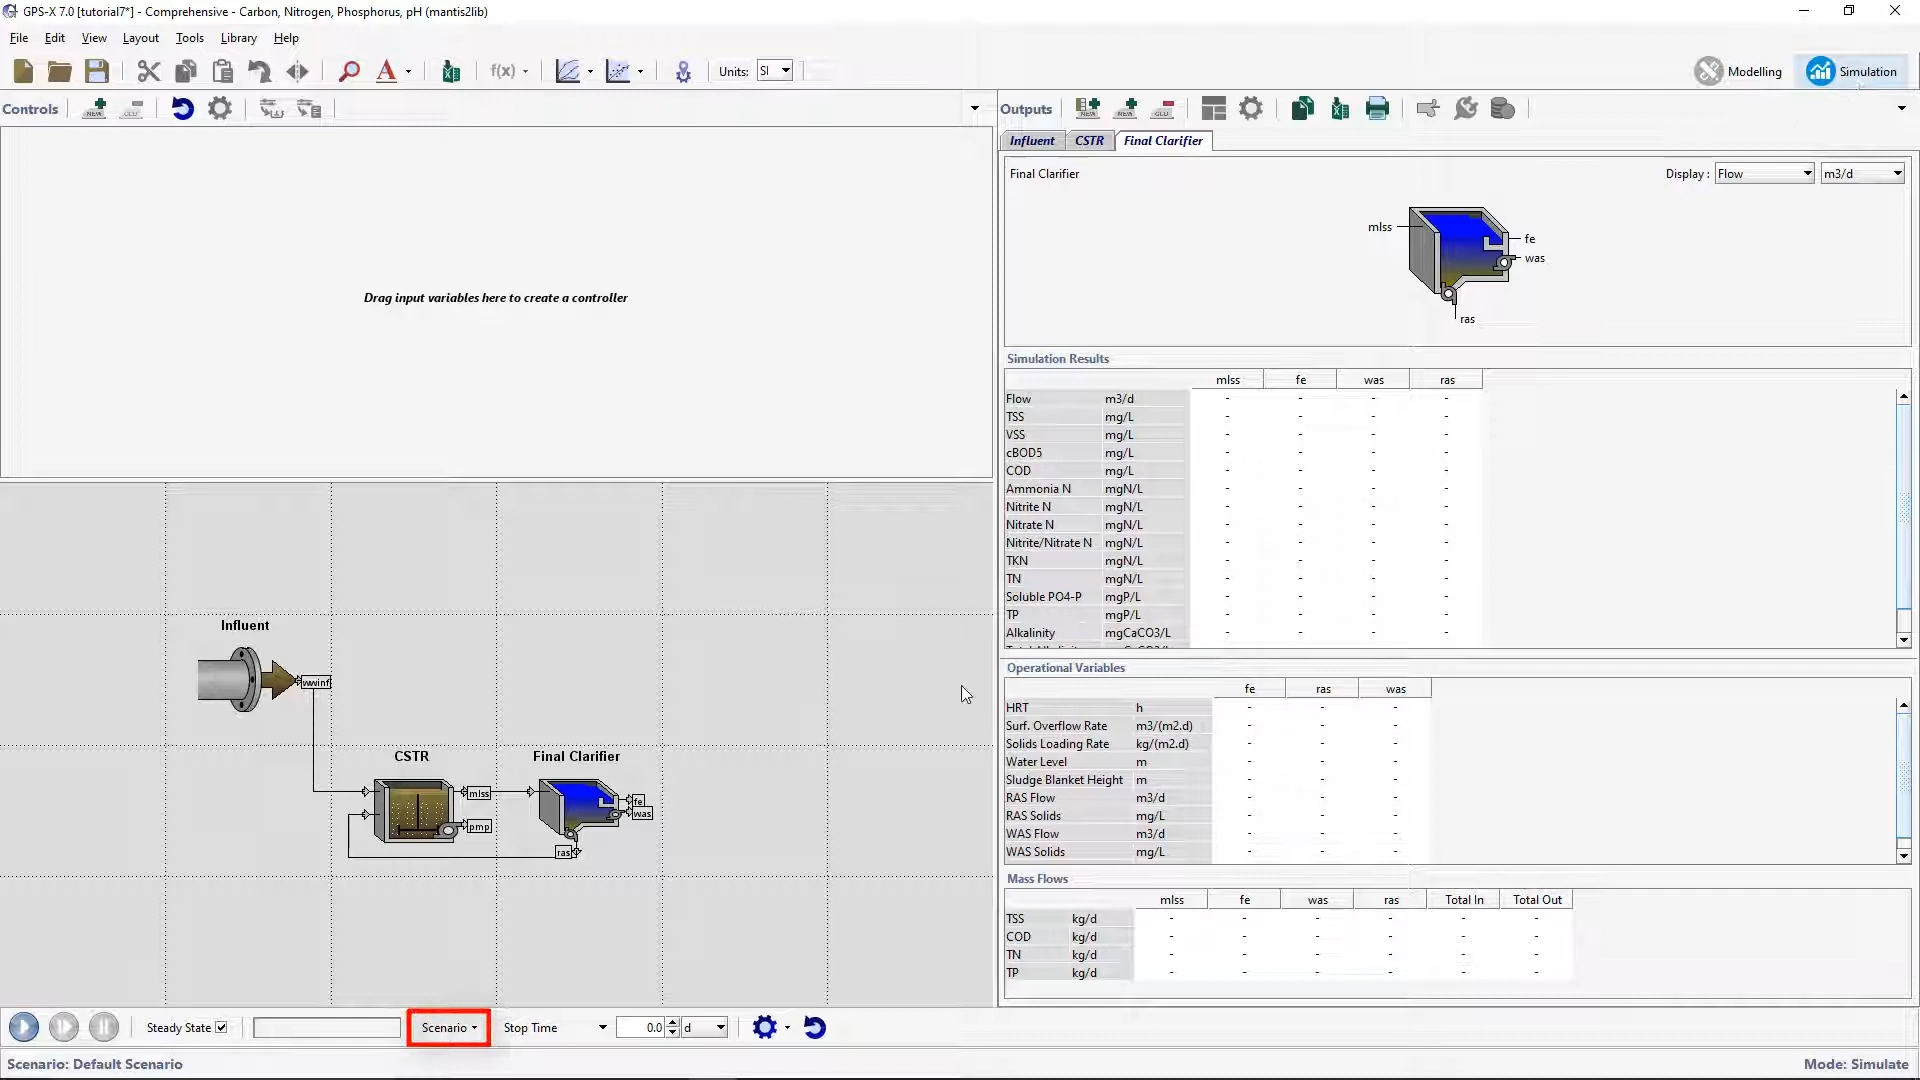 GPS-X 7.0 [tutorial7*] - Comprehensive - Carbon, Nitrogen, Phosphorus, pH (mantis2lib)
File Edit View Layout Tools Library Help
f(x) Units: SI Modelling Simulation
Controls NEW OLD
Outputs NEW NEW OLD
Drag input variables here to create a controller
Influent CSTR Final Clarifier
Final Clarifier Display : Flow m3/d
mlss
fe
was
ras
Simulation Results
mlss fe was ras
Flow m3/d - - - -
TSS mg/L - - - -
VSS mg/L - - - -
cBOD5 mg/L - - - -
COD mg/L - - - -
Ammonia N mgN/L - - - -
Nitrite N mgN/L - - - -
Nitrate N mgN/L - - - -
Nitrite/Nitrate N mgN/L - - - -
TKN mgN/L - - - -
TN mgN/L - - - -
Soluble PO4-P mgP/L - - - -
TP mgP/L - - - -
Alkalinity mgCaCO3/L - - - -
Operational Variables
fe ras was
HRT h - - -
Surf. Overflow Rate m3/(m2.d) - - -
Solids Loading Rate kg/(m2.d) - - -
Water Level m - - -
Sludge Blanket Height m - - -
RAS Flow m3/d - - -
RAS Solids mg/L - - -
WAS Flow m3/d - - -
WAS Solids mg/L - - -
Mass Flows
mlss fe was ras Total In Total Out
TSS kg/d - - - - - -
COD kg/d - - - - - -
TN kg/d - - - - - -
TP kg/d - - - - - -
Influent
wwinf
CSTR
mlss
pmp
Final Clarifier
fe
was
ras
Steady State Scenario Stop Time 0.0 d
Scenario: Default Scenario Mode: Simulate